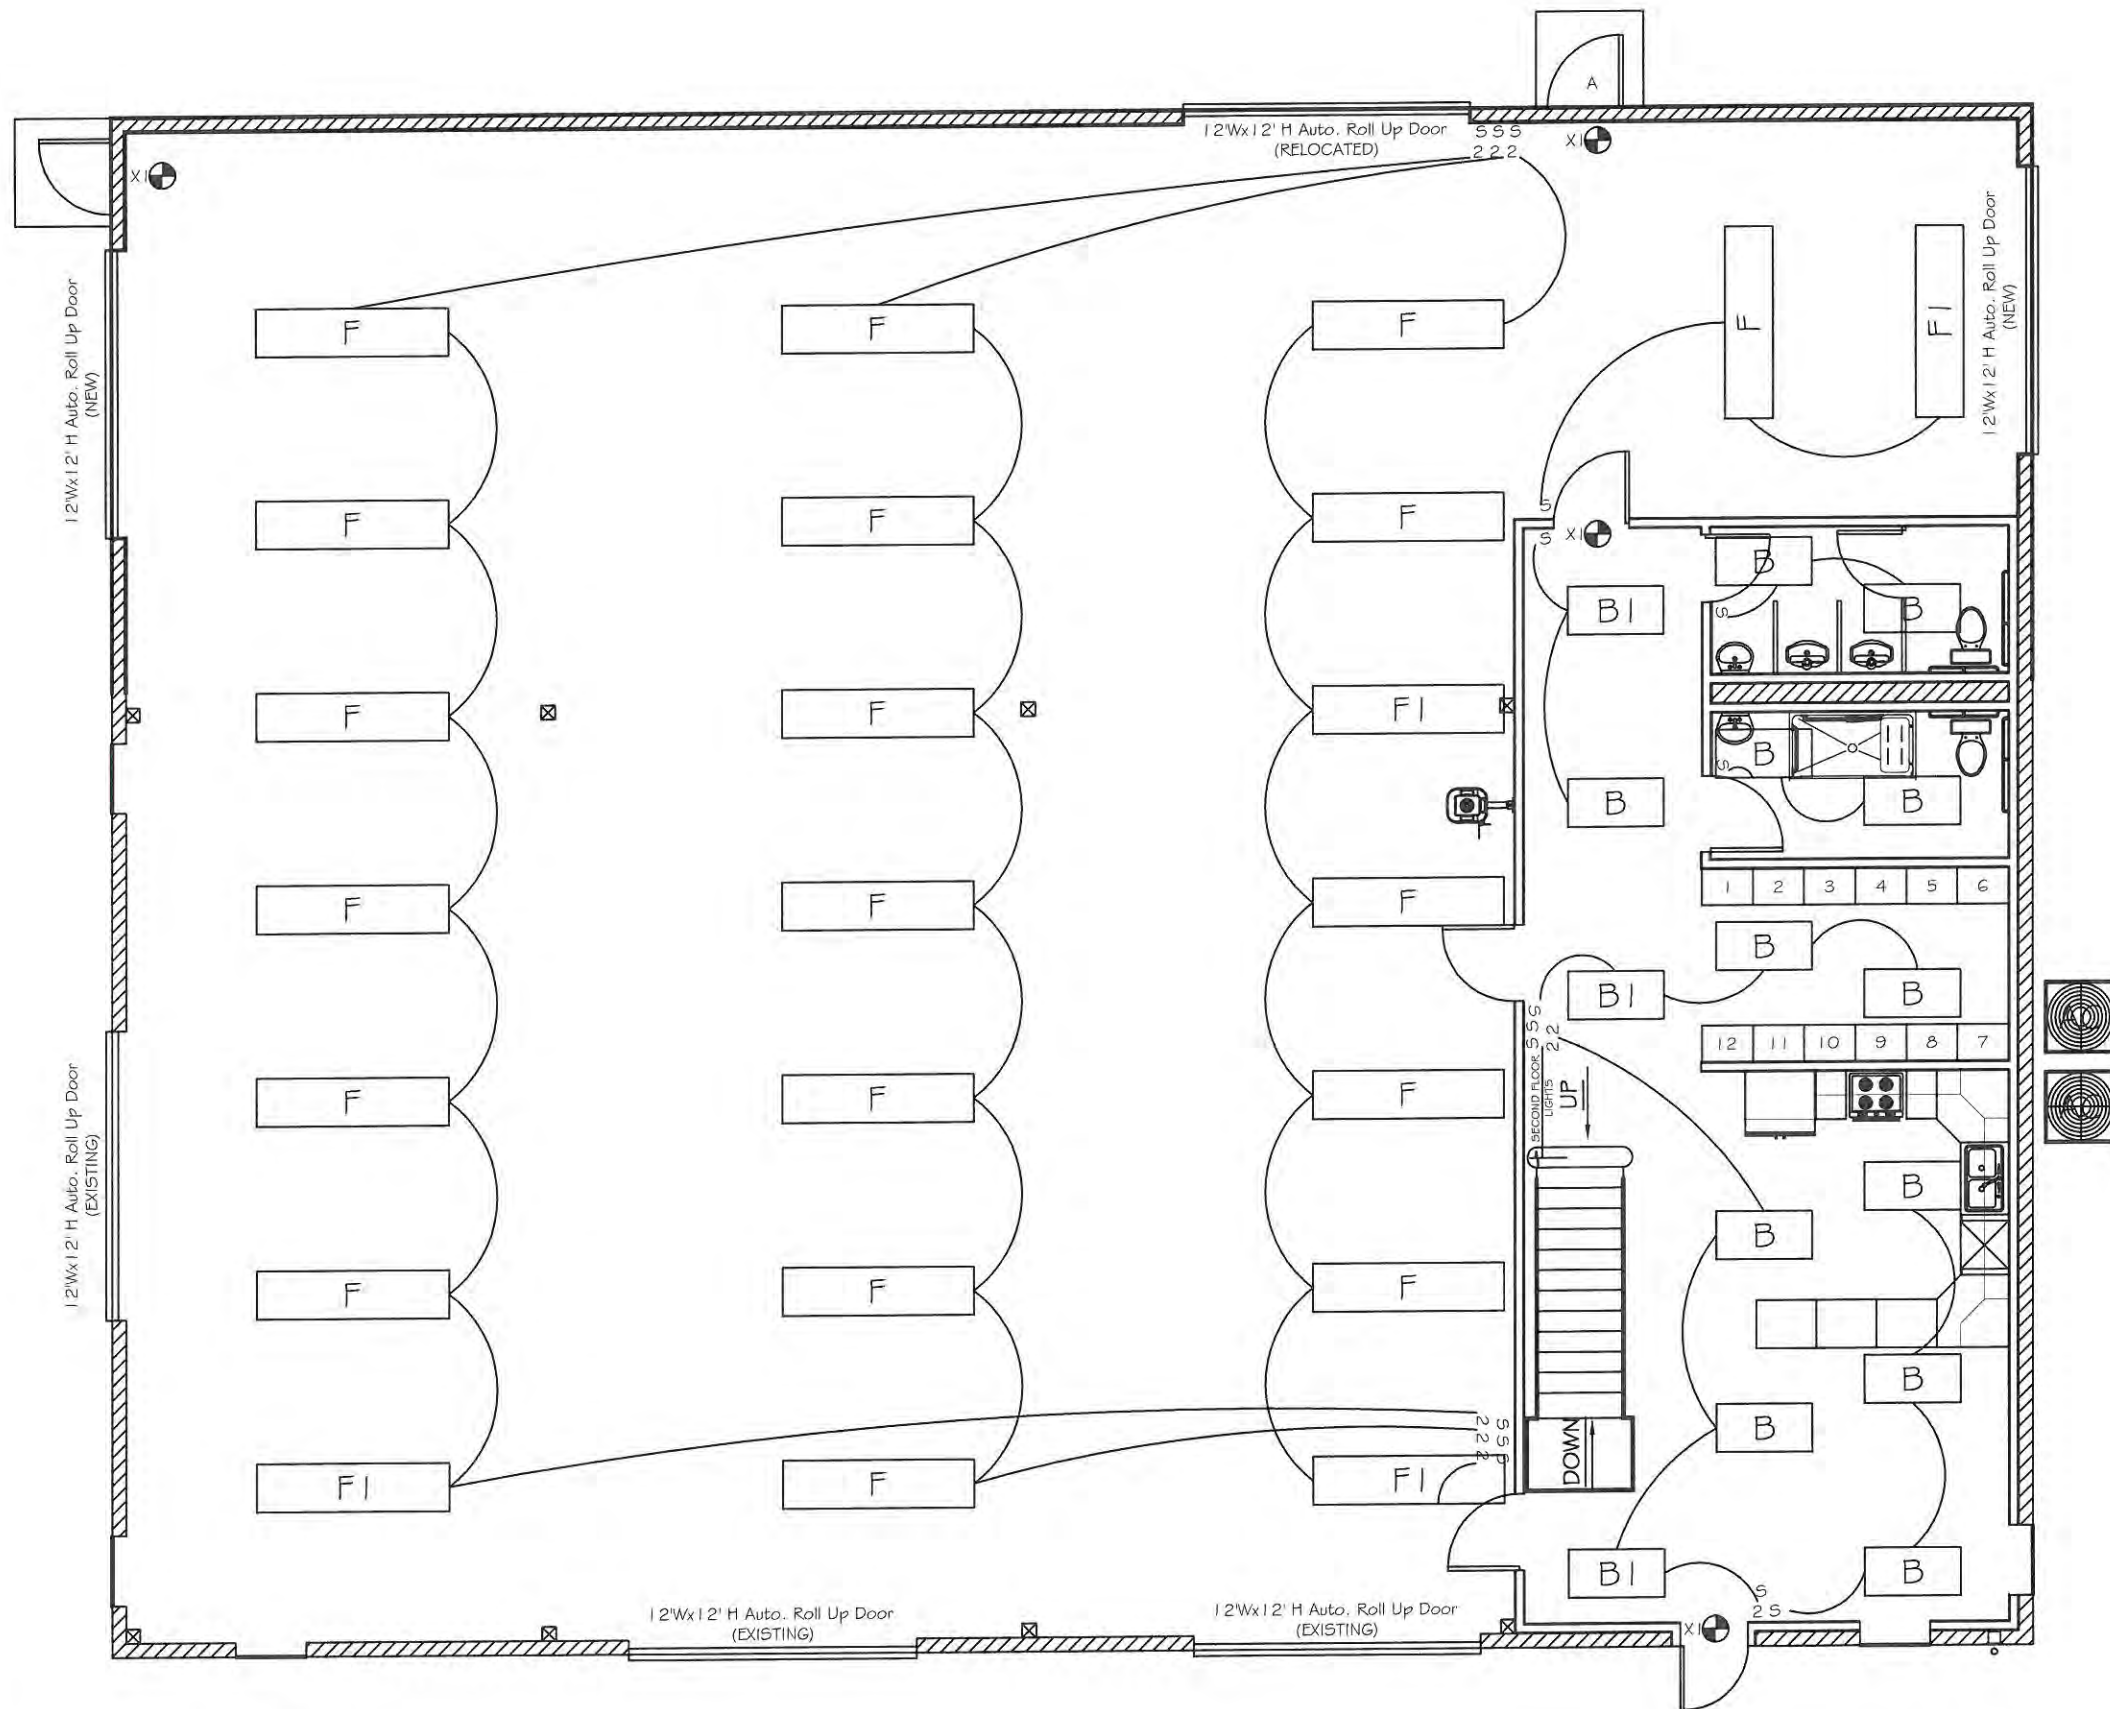 A
12'Wx12' H Auto. Roll Up Door
(RELOCATED)
S S S
2 2 2
X1
X1
12'Wx12' H Auto. Roll Up Door
(NEW)
12'Wx12' H Auto. Roll Up Door
(NEW)
F
F
F
F
F1
F
F
F
S
S
X1
B
B1
B
S
F
F
F1
B
S
B
B
F
F
F
1
2
3
4
5
6
B
B1
B
S
S
S
2
2
12
11
10
9
8
7
SECOND FLOOR
LIGHTS
UP
F
F
F
12'Wx12' H Auto. Roll Up Door
(EXISTING)
B
B
F
F
F
B
B
DOWN
S S S
2 2 2
F1
F
F1
B1
B
S
2 S
X1
12'Wx12' H Auto. Roll Up Door
(EXISTING)
12'Wx12' H Auto. Roll Up Door
(EXISTING)